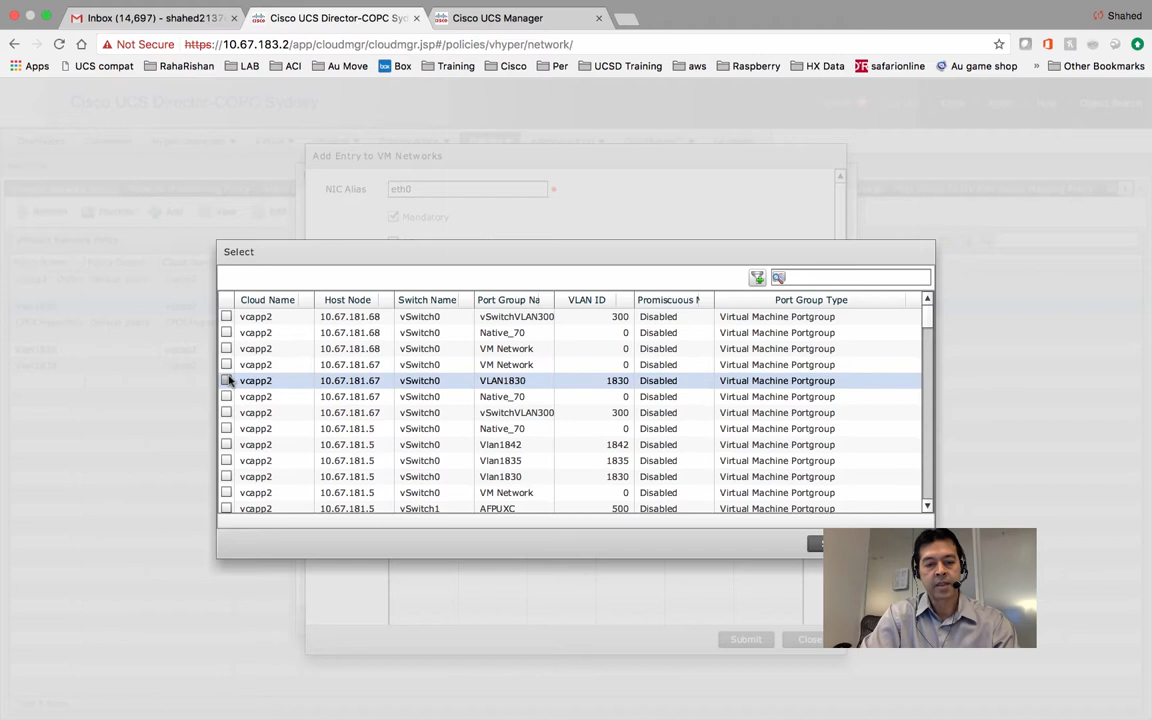 Inbox (14,697) - shahed2137
Cisco UCS Director-COPC Syd
Cisco UCS Manager
Shahed
Not Secure https://10.67.183.2/app/cloudmgr/cloudmgr.jsp#/policies/vhyper/network/
Apps UCS compat RahaRishan LAB ACI Au Move Box Training Cisco Per UCSD Training aws Raspberry HX Data safarionline Au game shop » Other Bookmarks
Cisco UCS Director-COPC Sydney
Add Entry to VM Networks
NIC Alias eth0 *
Mandatory
Select
Cloud Name Host Node Switch Name Port Group Na VLAN ID Promiscuous M Port Group Type
vcapp2 10.67.181.68 vSwitch0 vSwitchVLAN300 300 Disabled Virtual Machine Portgroup
vcapp2 10.67.181.68 vSwitch0 Native_70 0 Disabled Virtual Machine Portgroup
vcapp2 10.67.181.68 vSwitch0 VM Network 0 Disabled Virtual Machine Portgroup
vcapp2 10.67.181.67 vSwitch0 VM Network 0 Disabled Virtual Machine Portgroup
vcapp2 10.67.181.67 vSwitch0 VLAN1830 1830 Disabled Virtual Machine Portgroup
vcapp2 10.67.181.67 vSwitch0 Native_70 0 Disabled Virtual Machine Portgroup
vcapp2 10.67.181.67 vSwitch0 vSwitchVLAN300 300 Disabled Virtual Machine Portgroup
vcapp2 10.67.181.5 vSwitch0 Native_70 0 Disabled Virtual Machine Portgroup
vcapp2 10.67.181.5 vSwitch0 Vlan1842 1842 Disabled Virtual Machine Portgroup
vcapp2 10.67.181.5 vSwitch0 Vlan1835 1835 Disabled Virtual Machine Portgroup
vcapp2 10.67.181.5 vSwitch0 Vlan1830 1830 Disabled Virtual Machine Portgroup
vcapp2 10.67.181.5 vSwitch0 VM Network 0 Disabled Virtual Machine Portgroup
vcapp2 10.67.181.5 vSwitch1 AFPUXC 500 Disabled Virtual Machine Portgroup
Submit Close